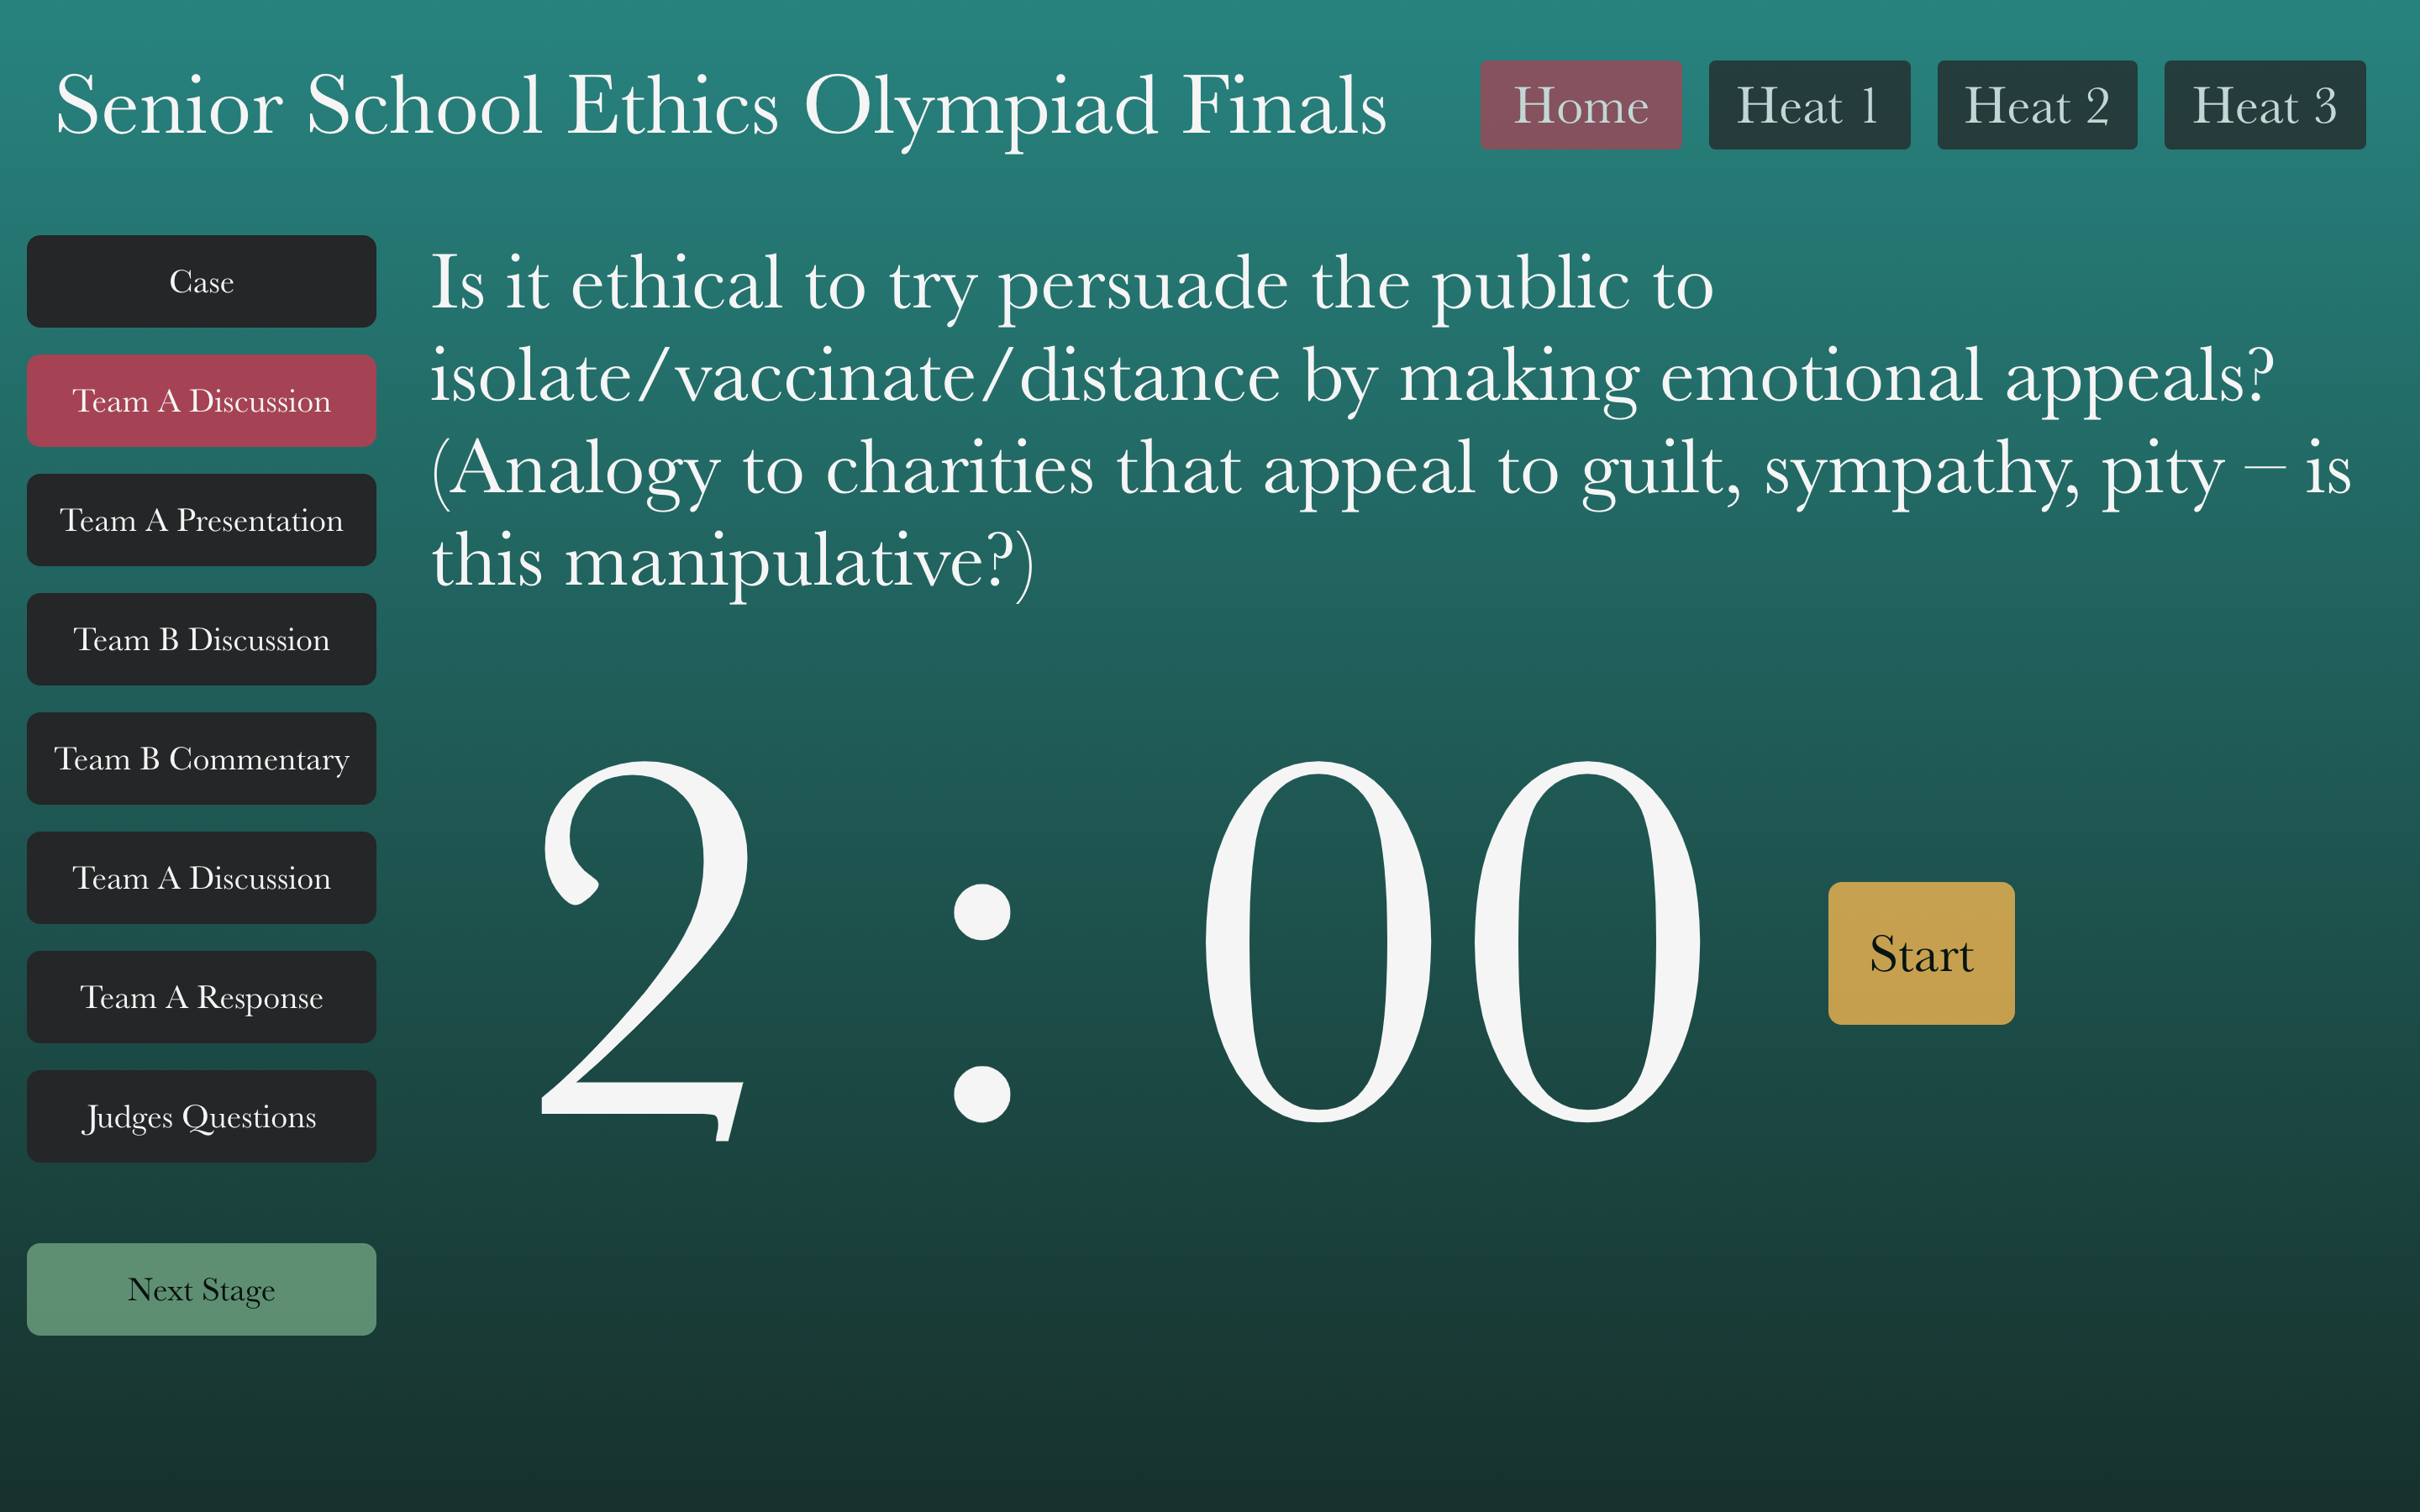 Senior School Ethics Olympiad Finals
Home
Heat 1
Heat 2
Heat 3
Case
Team A Discussion
Team A Presentation
Team B Discussion
Team B Commentary
Team A Discussion
Team A Response
Judges Questions
Next Stage
Is it ethical to try persuade the public to
isolate/vaccinate/distance by making emotional appeals?
(Analogy to charities that appeal to guilt, sympathy, pity – is
this manipulative?)
2 : 00
Start